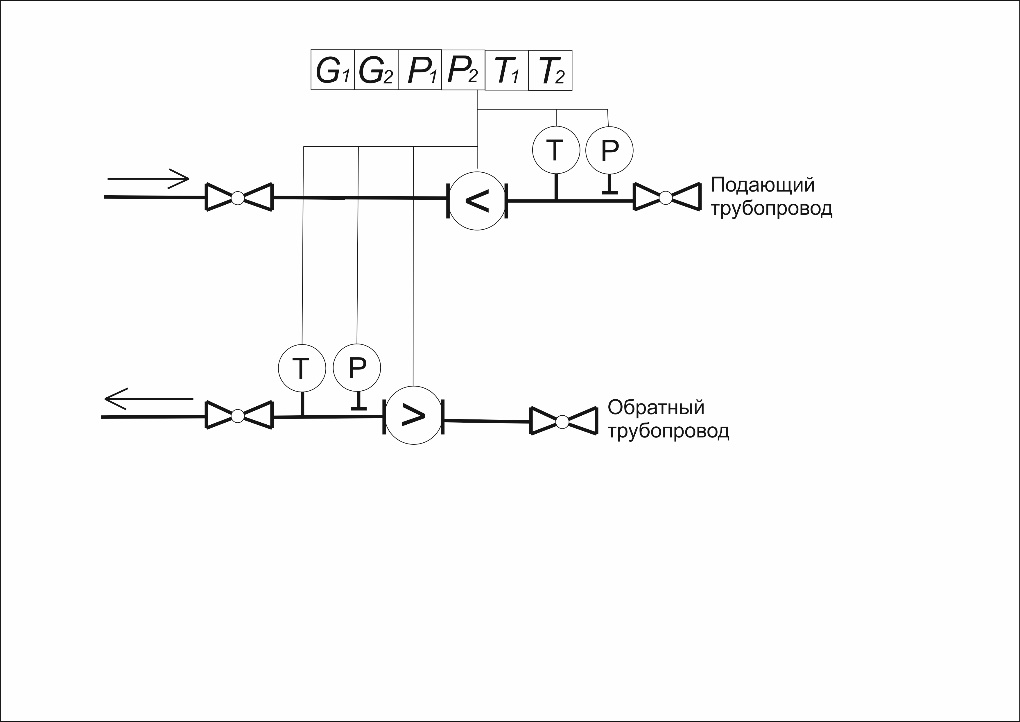 G1 G2 P1 P2 T1 T2
T P
<
Подающий
трубопровод
T P
>
Обратный
трубопровод